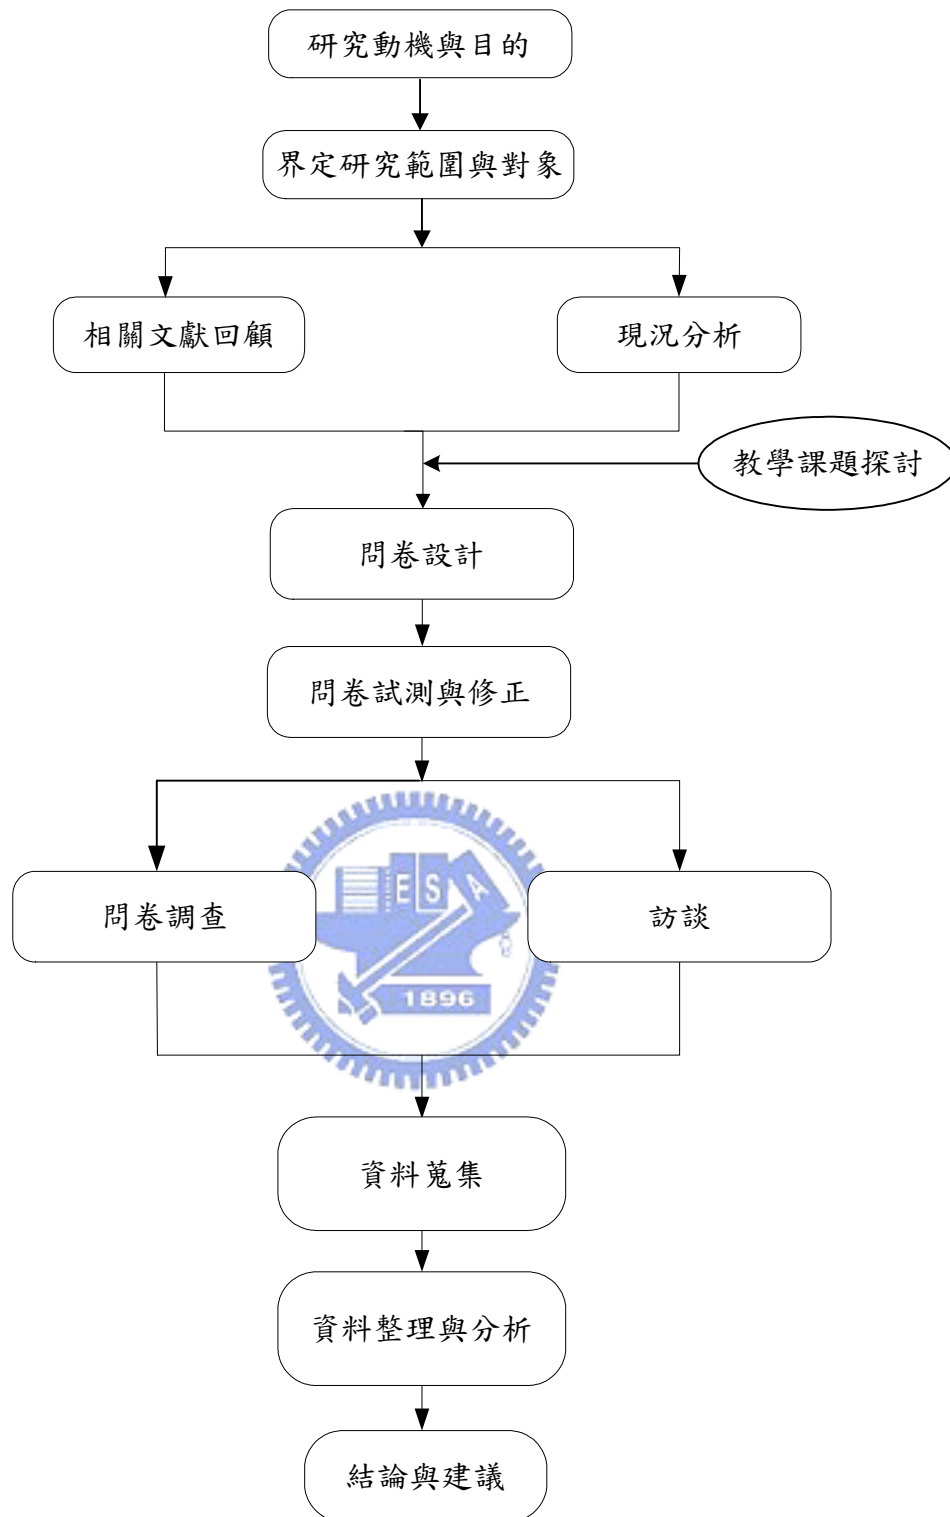 研究動機與目的
界定研究範圍與對象
相關文獻回顧
現況分析
教學課題探討
問卷設計
問卷試測與修正
問卷調查
訪談
E S A
1896
資料蒐集
資料整理與分析
結論與建議